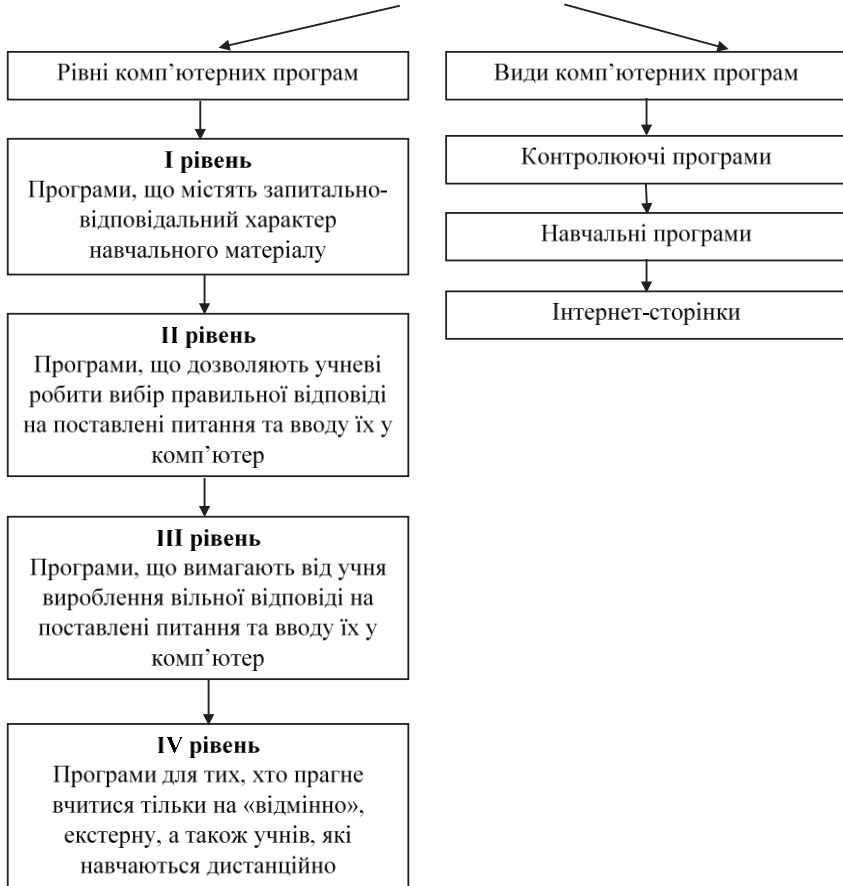 Рівні комп’ютерних програм
І рівень
Програми, що містять запитально-
відповідальний характер
навчального матеріалу
ІІ рівень
Програми, що дозволяють учневі
робити вибір правильної відповіді
на поставлені питання та вводу їх у
комп’ютер
ІІІ рівень
Програми, що вимагають від учня
вироблення вільної відповіді на
поставлені питання та вводу їх у
комп’ютер
IV рівень
Програми для тих, хто прагне
вчитися тільки на «відмінно»,
екстерну, а також учнів, які
навчаються дистанційно
Види комп’ютерних програм
Контролюючі програми
Навчальні програми
Інтернет-сторінки